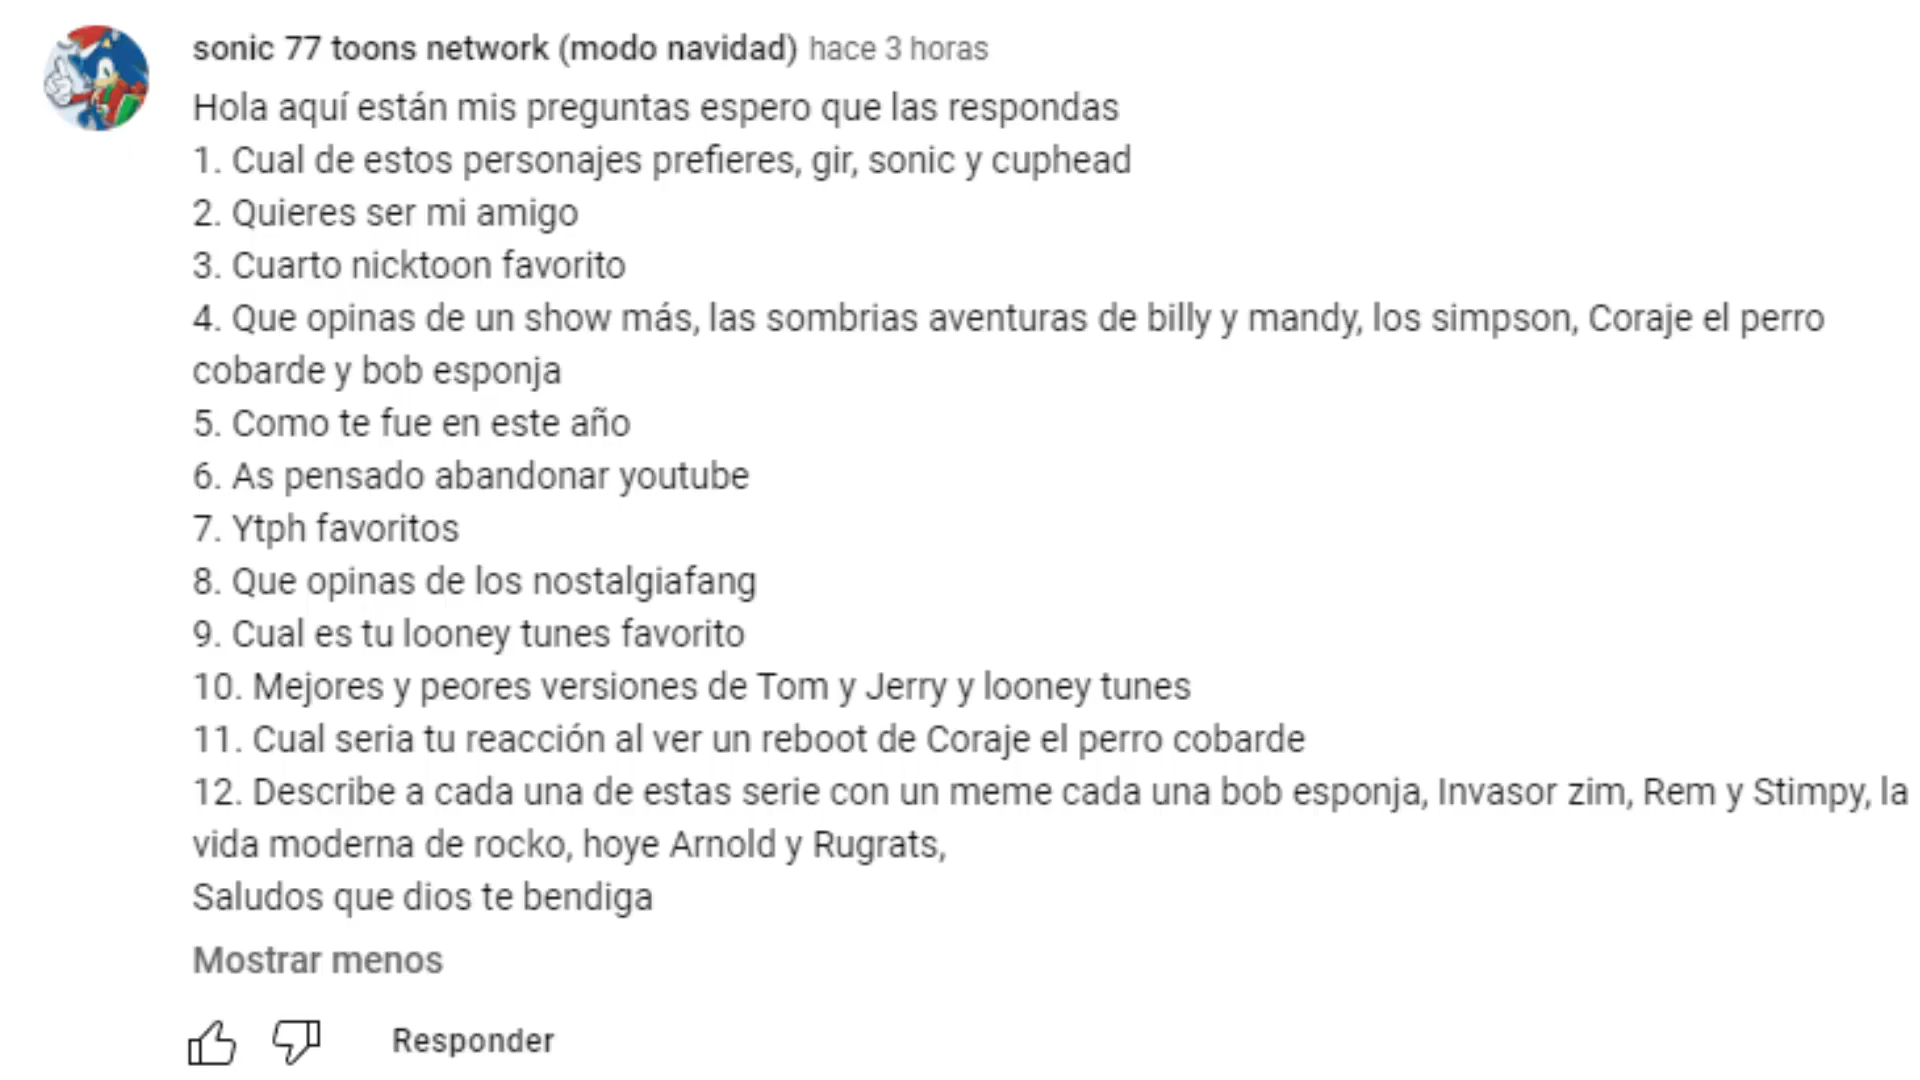 sonic 77 toons network (modo navidad) hace 3 horas
Hola aquí están mis preguntas espero que las respondas
1. Cual de estos personajes prefieres, gir, sonic y cuphead
2. Quieres ser mi amigo
3. Cuarto nicktoon favorito
4. Que opinas de un show más, las sombrias aventuras de billy y mandy, los simpson, Coraje el perro
cobarde y bob esponja
5. Como te fue en este año
6. As pensado abandonar youtube
7. Ytph favoritos
8. Que opinas de los nostalgiafang
9. Cual es tu looney tunes favorito
10. Mejores y peores versiones de Tom y Jerry y looney tunes
11. Cual seria tu reacción al ver un reboot de Coraje el perro cobarde
12. Describe a cada una de estas serie con un meme cada una bob esponja, Invasor zim, Rem y Stimpy, la
vida moderna de rocko, hoye Arnold y Rugrats,
Saludos que dios te bendiga
Mostrar menos
Responder